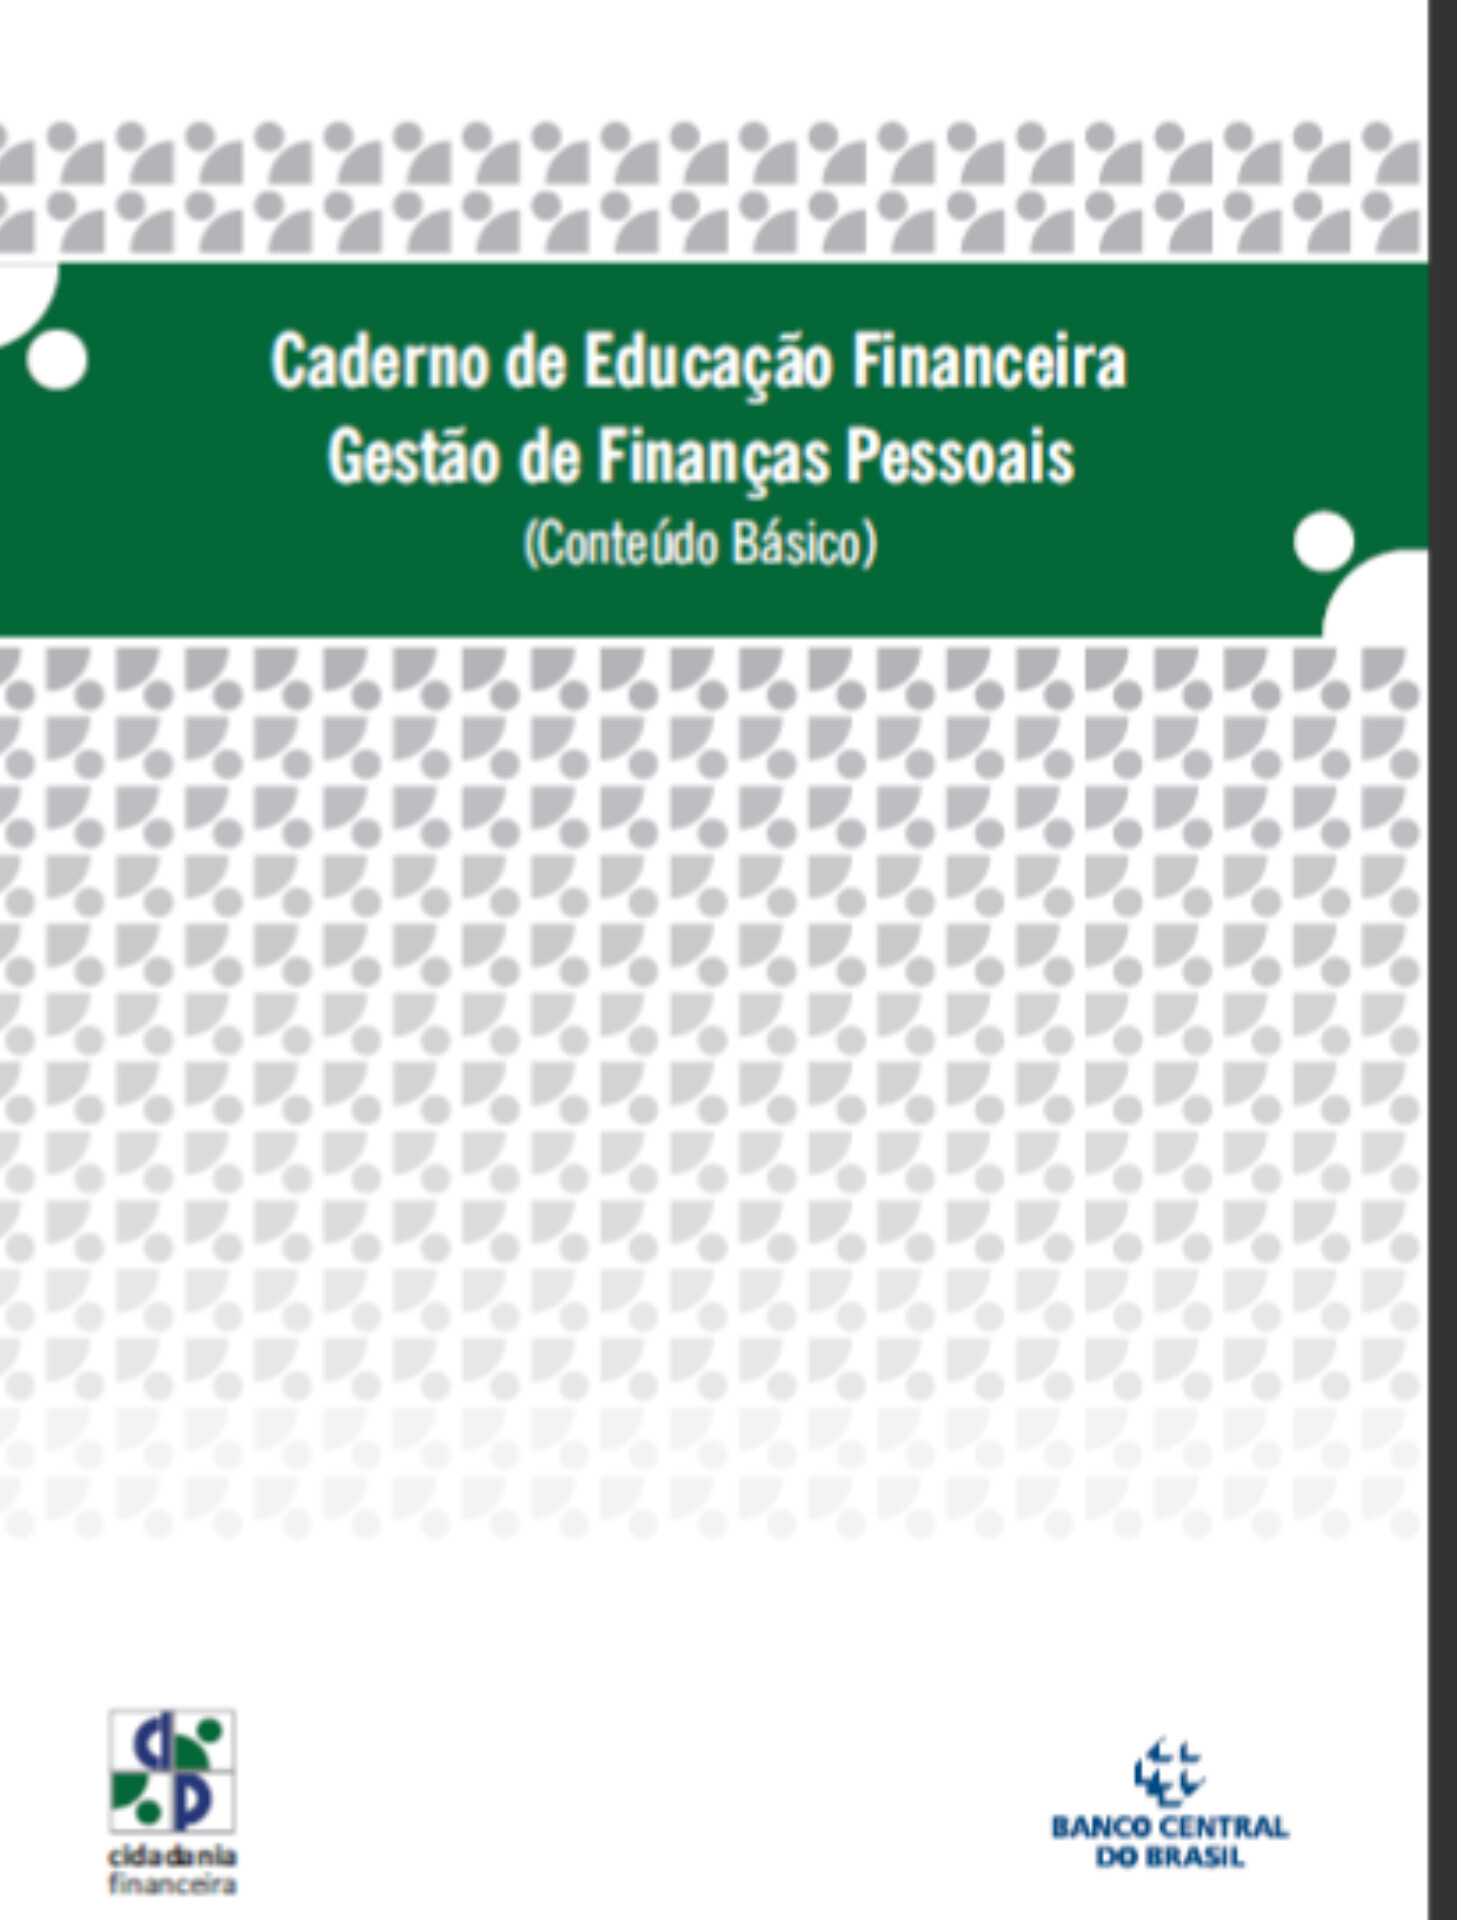 Caderno de Educação Financeira
Gestão de Finanças Pessoais
(Conteúdo Básico)
cidadania
financeira
BANCO CENTRAL
DO BRASIL